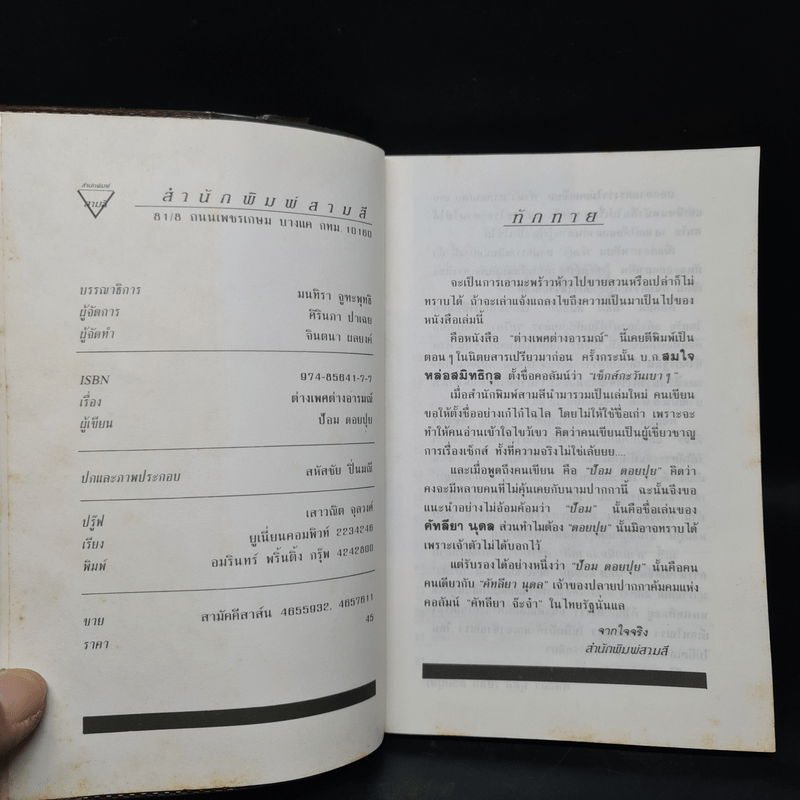 สำนักพิมพ์
สามสี
สำนักพิมพ์สามสี
81/8 ถนนเพชรเกษม บางแค กทม. 10160
บรรณาธิการ มนทิรา จูฑะพุทธิ
ผู้จัดการ ศิรินภา ปาเฉย
ผู้จัดทำ จินตนา ผลยงค์
ISBN 974-85641-7-7
เรื่อง ต่างเพศต่างอารมณ์
ผู้เขียน ป้อม ดอยปุย
ปกและภาพประกอบ สหัสชัย ปิ่นมณี
ปรู๊ฟ เสาวณิต จุลวงศ์
เรียง ยูเนี่ยนคอมพิวท์ 2234246
พิมพ์ อมรินทร์ พริ้นติ้ง กรุ๊พ 4242800
ขาย สามัคคีสาส์น 4655932, 4657611
ราคา 45
ทักทาย
จะเป็นการเอามะพร้าวห้าวไปขายสวนหรือเปล่าก็ไม่
ทราบได้ ถ้าจะเล่าแจ้งแถลงไขถึงความเป็นมาเป็นไปของ
หนังสือเล่มนี้
คือหนังสือ "ต่างเพศต่างอารมณ์" นี้เคยตีพิมพ์เป็น
ตอน ๆ ในนิตยสารเปรียวมาก่อน ครั้งกระนั้น บ.ก.สมใจ
หล่อสมิทธิกุล ตั้งชื่อคอลัมน์ว่า "เซ็กส์กะวันเบา ๆ"
เมื่อสำนักพิมพ์สามสีนำมารวมเป็นเล่มใหม่ คนเขียน
ขอให้ตั้งชื่ออย่างเก๋ไก๋ไฉไล โดยไม่ให้ใช้ชื่อเก่า เพราะจะ
ทำให้คนอ่านเข้าใจไขว้เขว คิดว่าคนเขียนเป็นผู้เชี่ยวชาญ
การเรื่องเซ็กส์ ทั้งที่ความจริงไม่ใช่เล้ยยบ....
และเมื่อพูดถึงคนเขียน คือ "ป้อม ดอยปุย" คิดว่า
คงจะมีหลายคนที่ไม่คุ้นเคยกับนามปากกานี้ ฉะนั้นจึงขอ
แนะนำอย่างไม่อ้อมค้อมว่า "ป้อม" นั้นคือชื่อเล่นของ
คัทลียา นุดล ส่วนทำไมต้อง "ดอยปุย" นั้นมิอาจทราบได้
เพราะเจ้าตัวไม่ได้บอกไว้
แต่รับรองได้อย่างหนึ่งว่า "ป้อม ดอยปุย" นั้นคือคน
คนเดียวกับ "คัทลียา นุดล" เจ้าของปลายปากกาคัมคมแห่ง
คอลัมน์ "คัทลียา จ๊ะจ๋า" ในไทยรัฐนั่นแล
จากใจจริง
สำนักพิมพ์สามสี